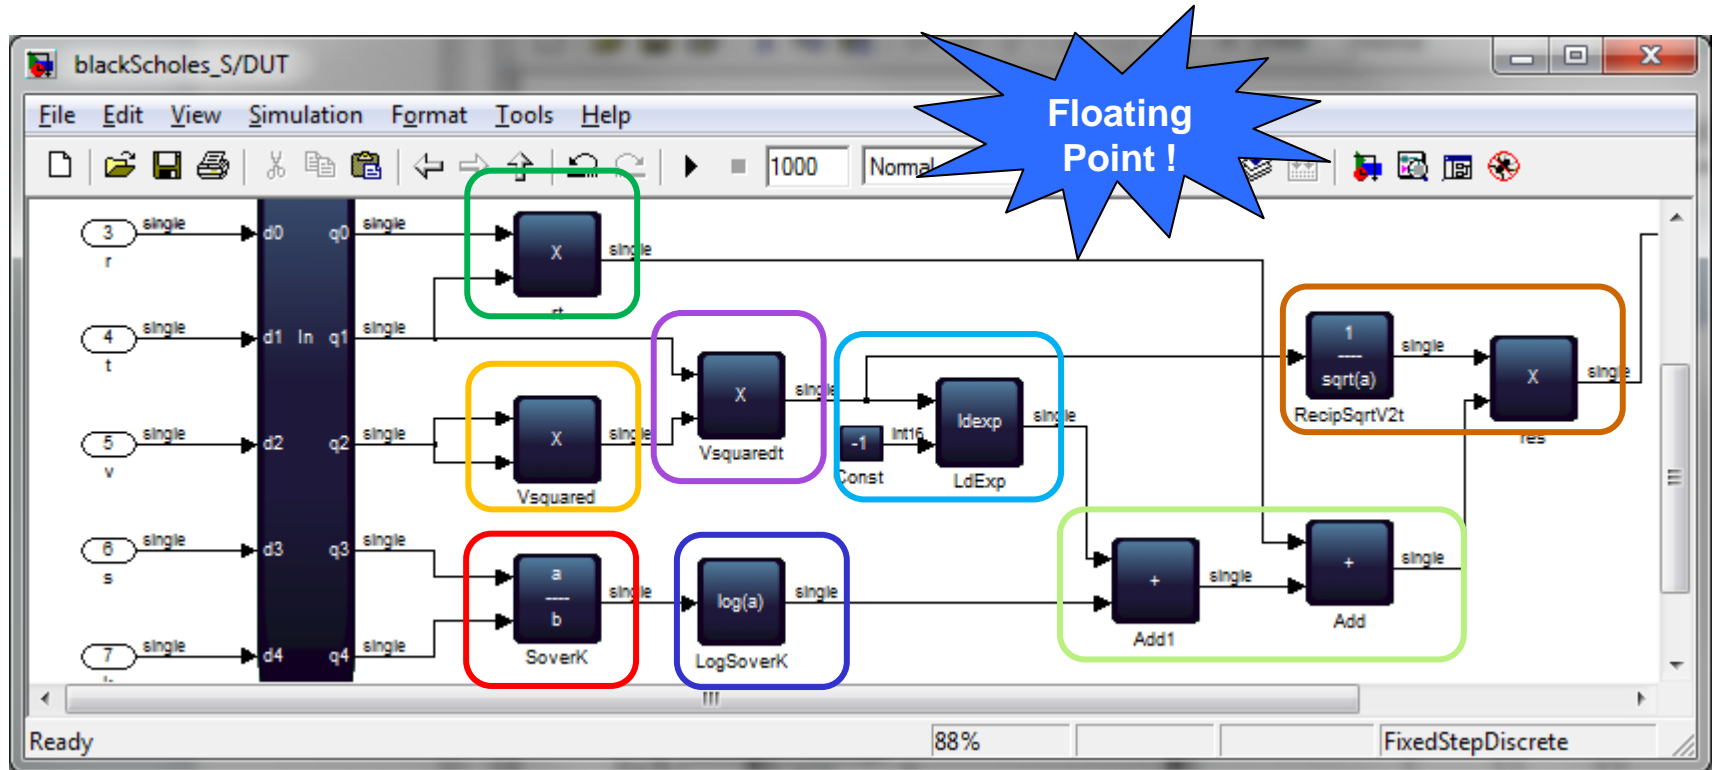 blackScholes_S/DUT
Floating
Point !
File Edit View Simulation Format Tools Help
1000 Normal
3 single d0 q0 single X single
r
rt
4 single d1 In q1 single
t
1
----
sqrt(a) single X single
RecipSqrtV2t res
X single
Vsquaredt
ldexp single
-1 int16
Const LdExp
5 single d2 q2 single X single
v
Vsquared
6 single d3 q3 single
s
a
----
b single log(a) single
SoverK LogSoverK
+ single + single
Add1 Add
7 single d4 q4 single
Ready 88% FixedStepDiscrete